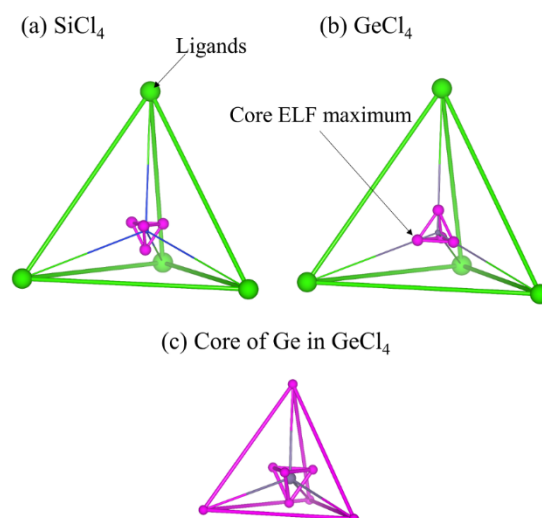 (a) SiCl₄
(b) GeCl₄
Ligands
Core ELF maximum
(c) Core of Ge in GeCl₄